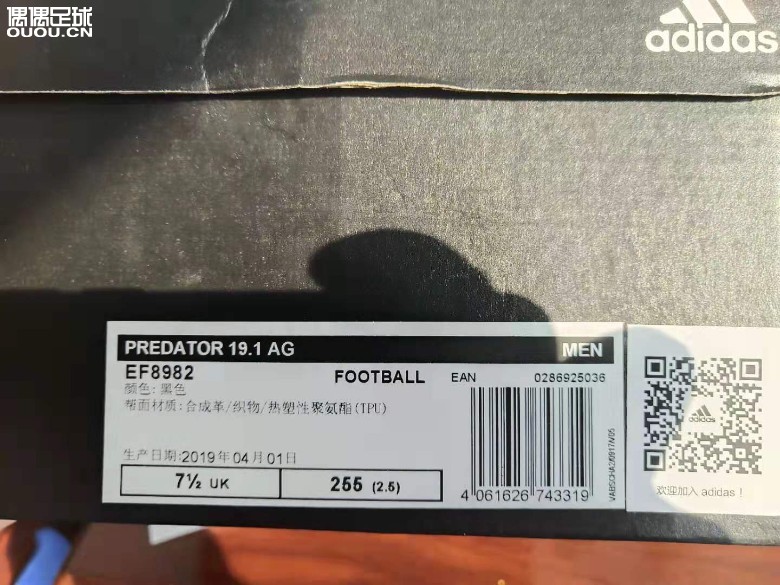 偶偶足球
OUOU.CN
adidas
PREDATOR 19.1 AG MEN
EF8982 FOOTBALL EAN 0286925036
颜色:黑色
帮面材质:合成革/织物/热塑性聚氨酯(TPU)
生产日期:2019年04月01日
7½ UK 255 (2.5)
4 061626 743319
adidas
欢迎加入 adidas！